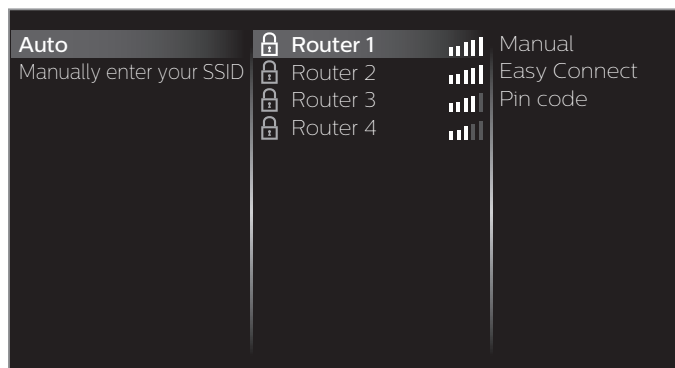 Auto
Manually enter your SSID
Router 1
Router 2
Router 3
Router 4
Manual
Easy Connect
Pin code